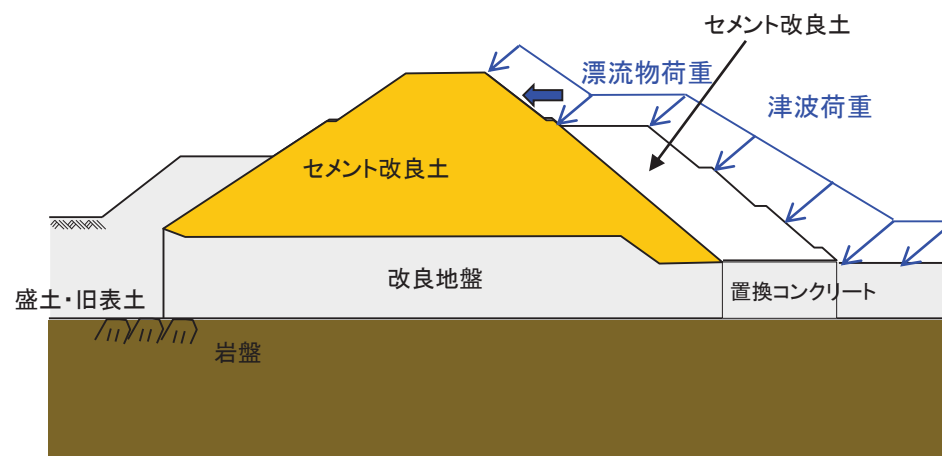 セメント改良土
漂流物荷重
津波荷重
セメント改良土
改良地盤
置換コンクリート
盛土・旧表土
岩盤